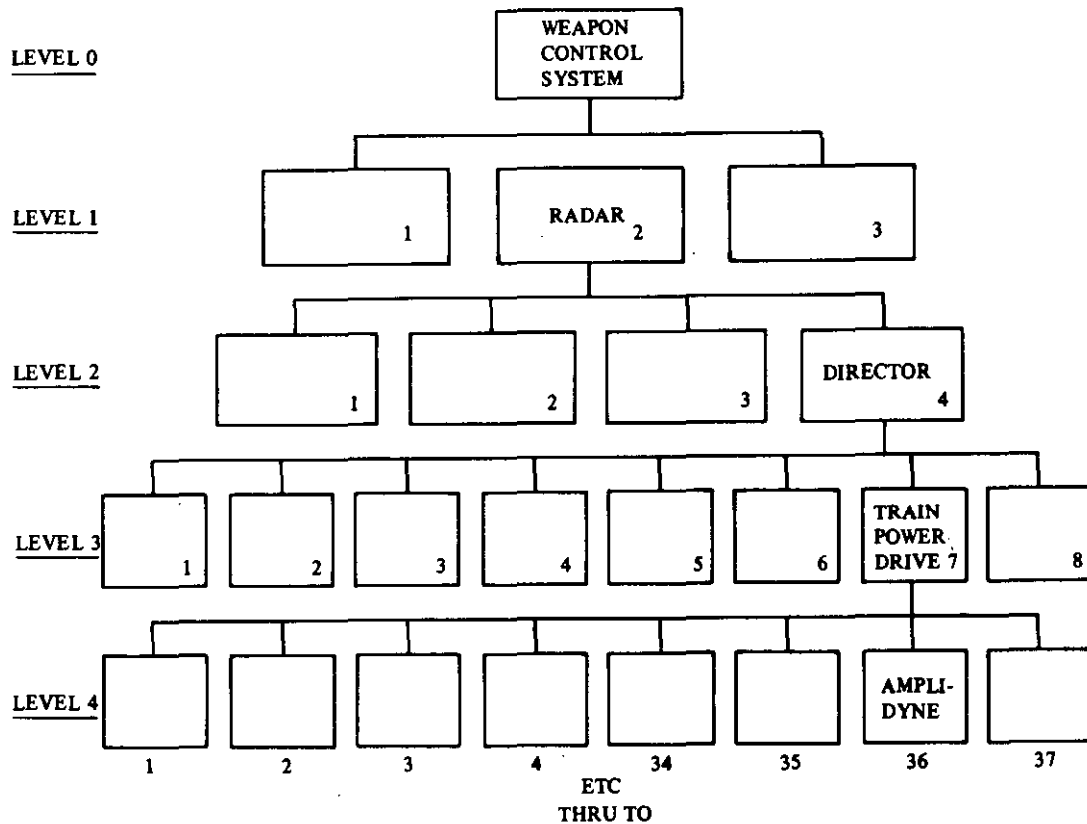 LEVEL 0
WEAPON
CONTROL
SYSTEM
LEVEL 1
1
RADAR
2
3
LEVEL 2
1
2
3
DIRECTOR
4
LEVEL 3
1
2
3
4
5
6
TRAIN
POWER
DRIVE 7
8
LEVEL 4
AMPLI-
DYNE
1 2 3 4 34 35 36 37
ETC
THRU TO